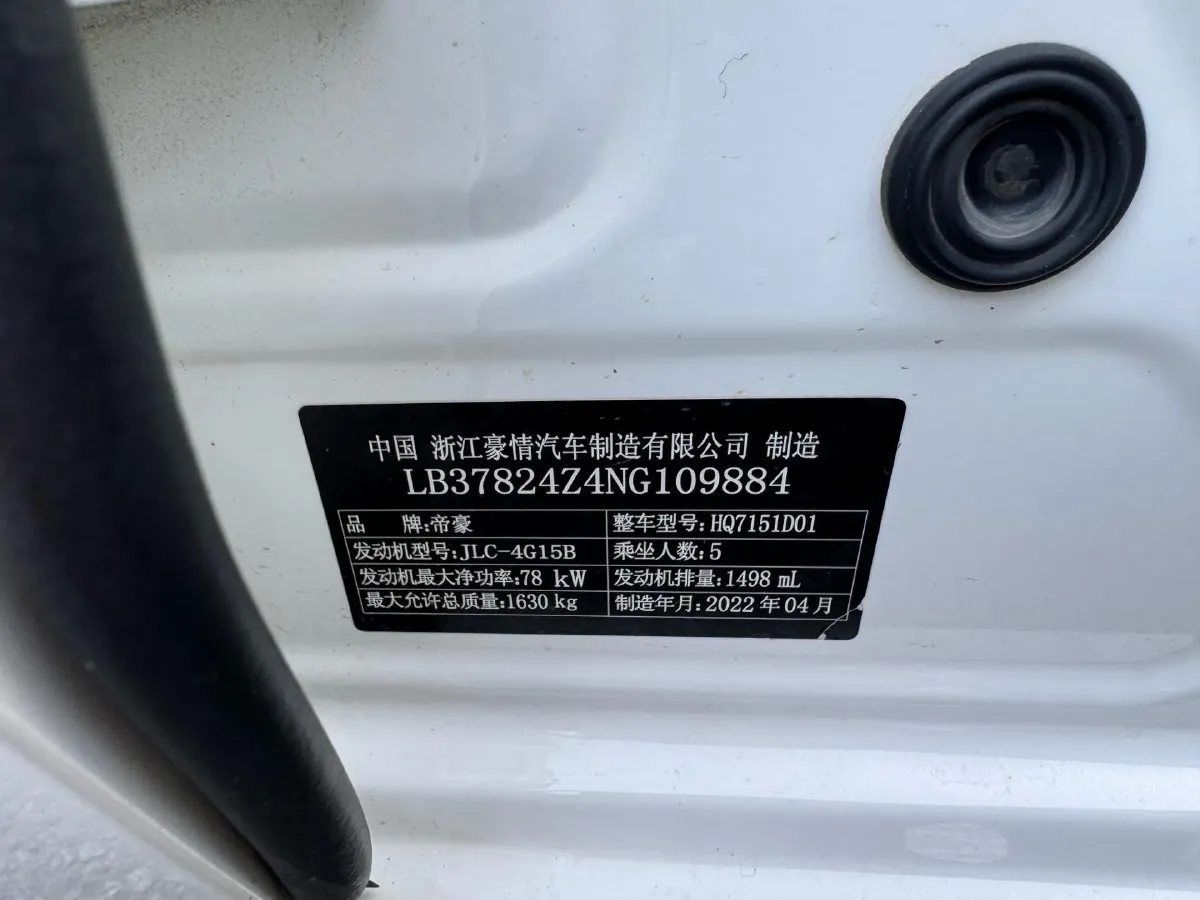 中国 浙江豪情汽车制造有限公司 制造
LB37824Z4NG109884
品 牌:帝豪 整车型号:HQ7151D01
发动机型号:JLC-4G15B 乘坐人数:5
发动机最大净功率:78 kW 发动机排量:1498 mL
最大允许总质量:1630 kg 制造年月:2022 年 04 月